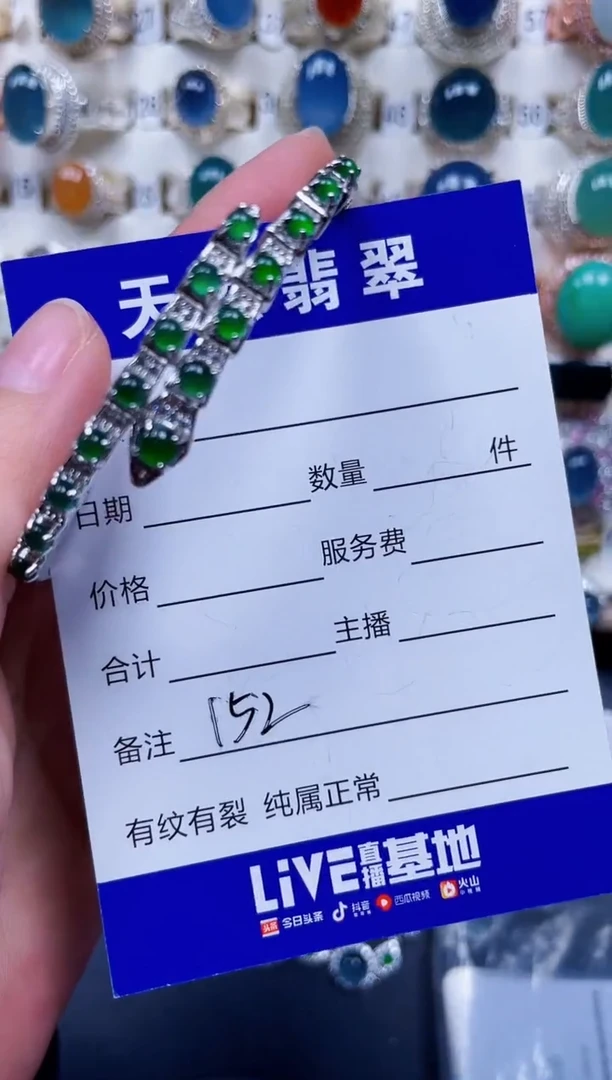 天 翡翠
数量 件
日期
服务费
价格
主播
合计
备注 152
有纹有裂 纯属正常
LiVE直播基地
头条 今日头条 抖音 西瓜视频 火山